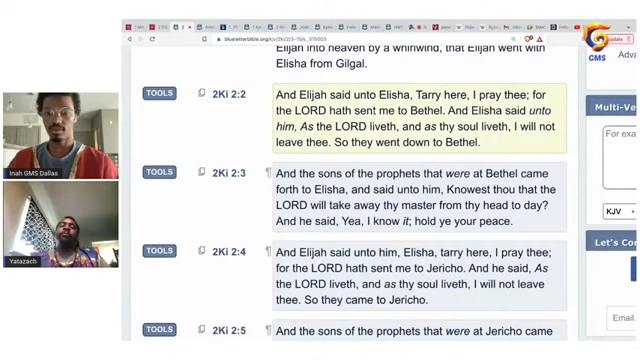 blueletterbible.org/kjv/2ki/2/3-15/s_315003
Update
GMS
Elijah into heaven by a whirlwind, that Elijah went with
Elisha from Gilgal.
TOOLS
2Ki 2:2
And Elijah said unto Elisha, Tarry here, I pray thee; for
the LORD hath sent me to Bethel. And Elisha said unto
him, As the LORD liveth, and as thy soul liveth, I will not
leave thee. So they went down to Bethel.
TOOLS
2Ki 2:3
¶ And the sons of the prophets that were at Bethel came
forth to Elisha, and said unto him, Knowest thou that the
LORD will take away thy master from thy head to day?
And he said, Yea, I know it; hold ye your peace.
TOOLS
2Ki 2:4
¶ And Elijah said unto him, Elisha, tarry here, I pray thee;
for the LORD hath sent me to Jericho. And he said, As
the LORD liveth, and as thy soul liveth, I will not leave
thee. So they came to Jericho.
TOOLS
2Ki 2:5
¶ And the sons of the prophets that were at Jericho came
Adva
Multi-Ve
For exa
KJV
Let's Co
Email
Inah GMS Dallas
Yatazach